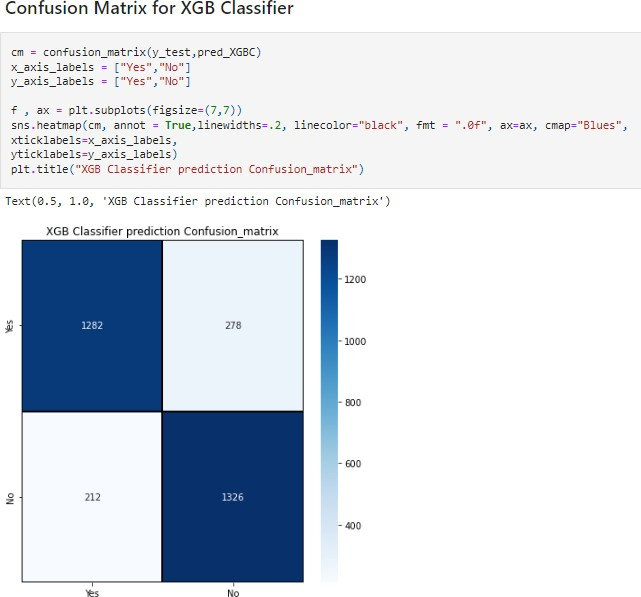 Confusion Matrix for XGB Classifier
cm = confusion_matrix(y_test,pred_XGBC)
x_axis_labels = ["Yes","No"]
y_axis_labels = ["Yes","No"]
f , ax = plt.subplots(figsize=(7,7))
sns.heatmap(cm, annot = True,linewidths=.2, linecolor="black", fmt = ".0f", ax=ax, cmap="Blues",
xticklabels=x_axis_labels,
yticklabels=y_axis_labels)
plt.title("XGB Classifier prediction Confusion_matrix")
Text(0.5, 1.0, 'XGB Classifier prediction Confusion_matrix')
XGB Classifier prediction Confusion_matrix
1200
Yes
1282
278
1000
800
600
No
212
1326
400
Yes
No